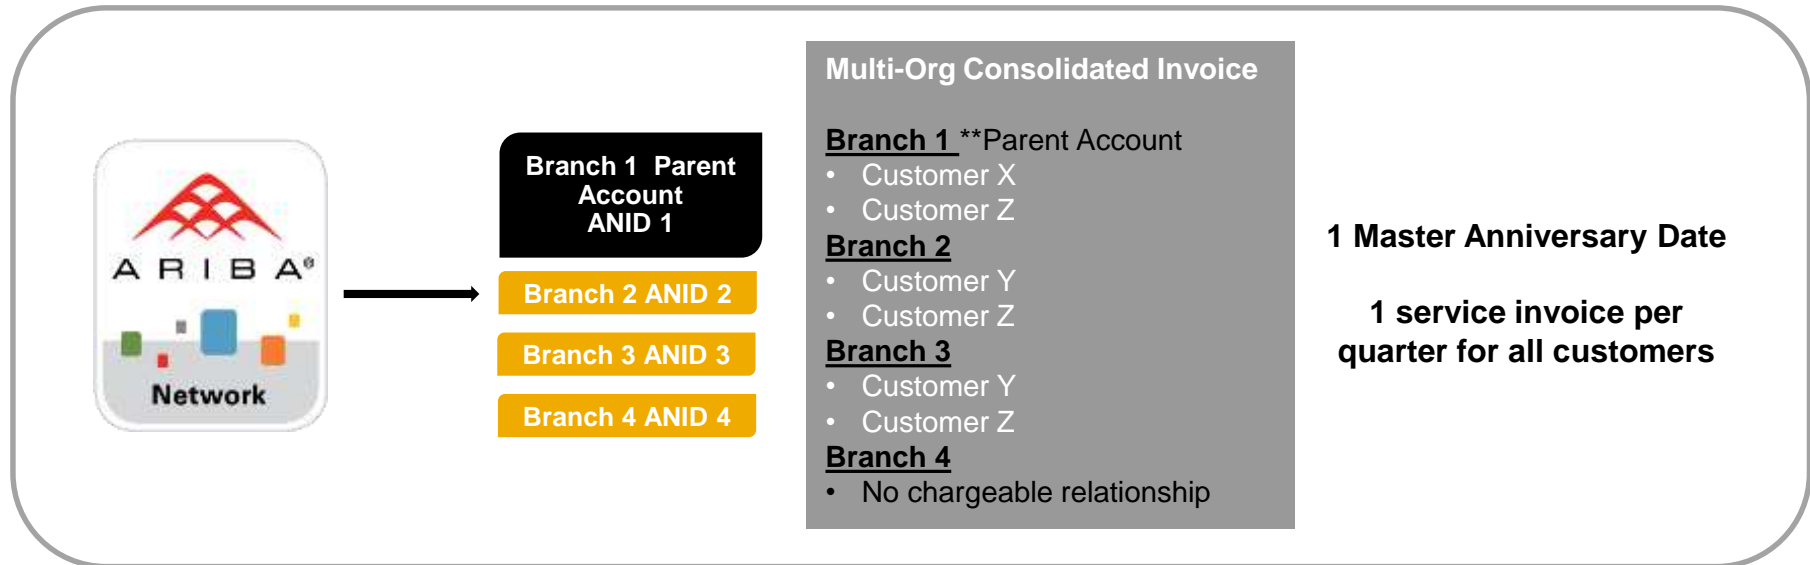 ARIBA®
Network
Branch 1 Parent
Account
ANID 1
Branch 2 ANID 2
Branch 3 ANID 3
Branch 4 ANID 4
Multi-Org Consolidated Invoice
Branch 1 **Parent Account
• Customer X
• Customer Z
Branch 2
• Customer Y
• Customer Z
Branch 3
• Customer Y
• Customer Z
Branch 4
• No chargeable relationship
1 Master Anniversary Date
1 service invoice per
quarter for all customers